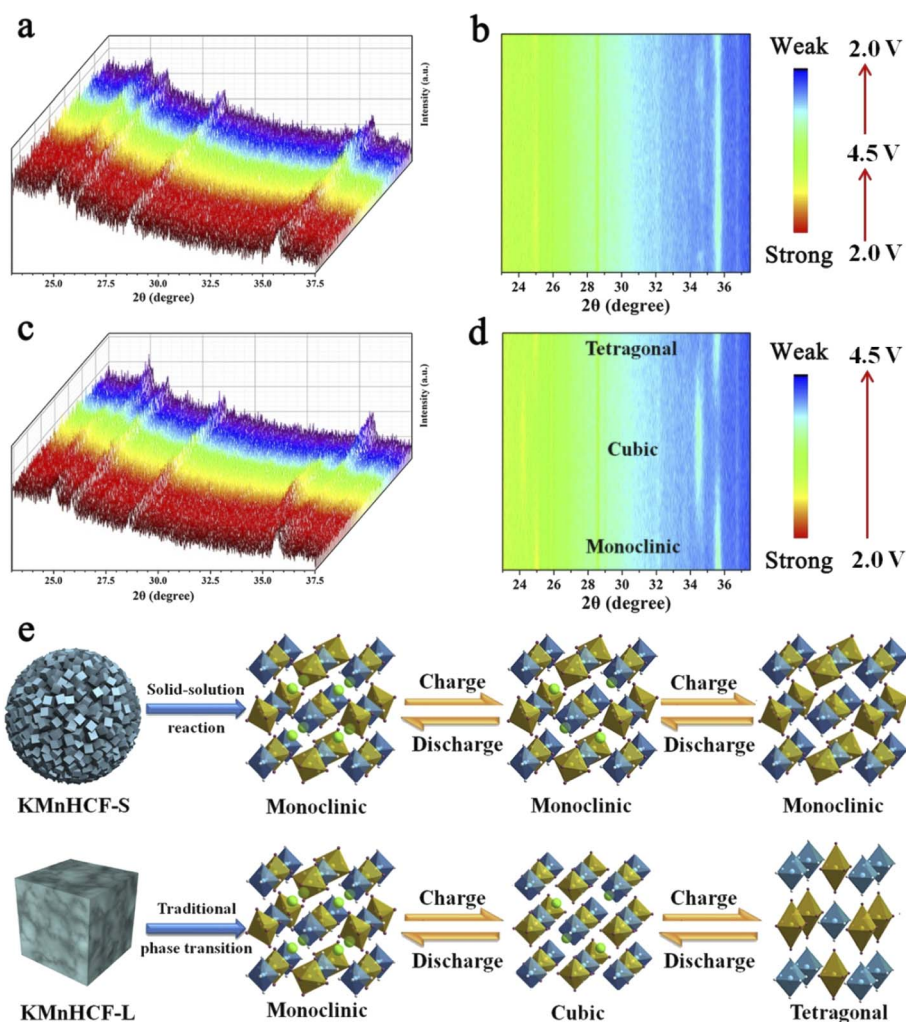 a
Intensity (a.u.)
25.0 27.5 30.0 32.5 35.0 37.5
2θ (degree)
b
24 26 28 30 32 34 36
2θ (degree)
Weak
Strong
2.0 V
4.5 V
2.0 V
c
Intensity (a.u.)
25.0 27.5 30.0 32.5 35.0 37.5
2θ (degree)
d
Tetragonal
Cubic
Monoclinic
24 26 28 30 32 34 36
2θ (degree)
Weak
Strong
4.5 V
2.0 V
e
Solid-solution
reaction
Charge
Discharge
Charge
Discharge
KMnHCF-S
Monoclinic
Monoclinic
Monoclinic
Traditional
phase transition
Charge
Discharge
Charge
Discharge
KMnHCF-L
Monoclinic
Cubic
Tetragonal